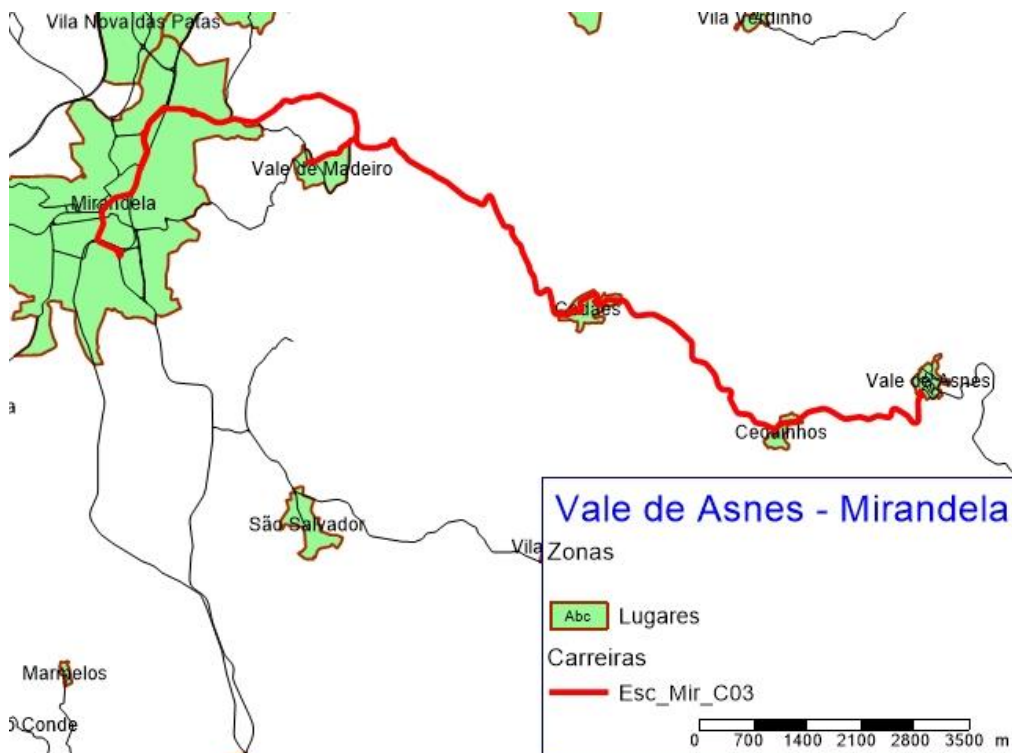 Vila Nova das Patas
Vila Verdinho
Vale de Madeiro
Mirandela
Cedães
Vale de Asnes
a
Cedainhos
São Salvador
Vila
Marmelos
o Conde
Vale de Asnes - Mirandela
Zonas
Abc Lugares
Carreiras
Esc_Mir_C03
0 700 1400 2100 2800 3500 m